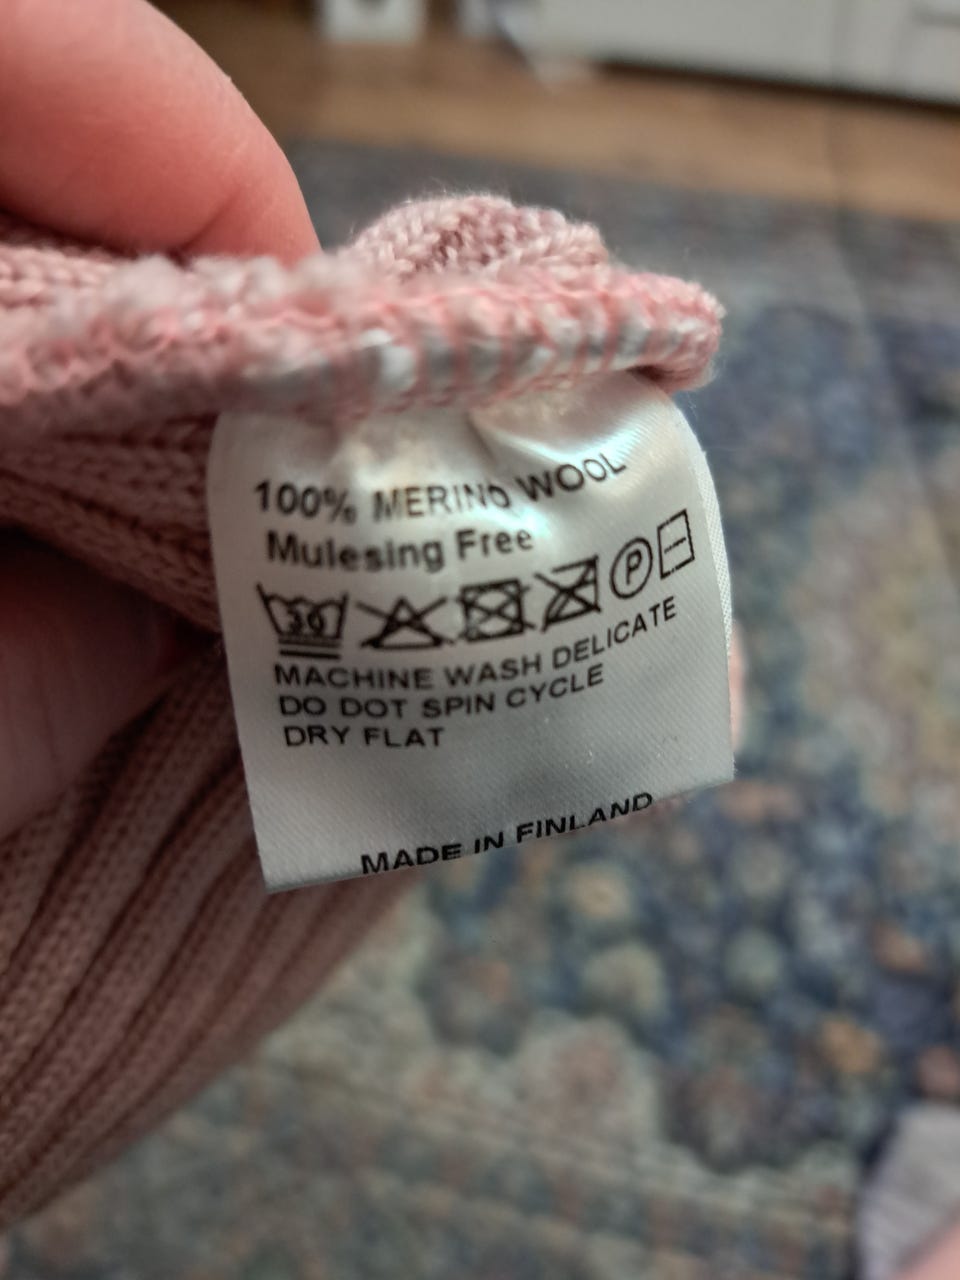 100% MERINO WOOL
Mulesing Free
30 P
MACHINE WASH DELICATE
DO DOT SPIN CYCLE
DRY FLAT
MADE IN FINLAND